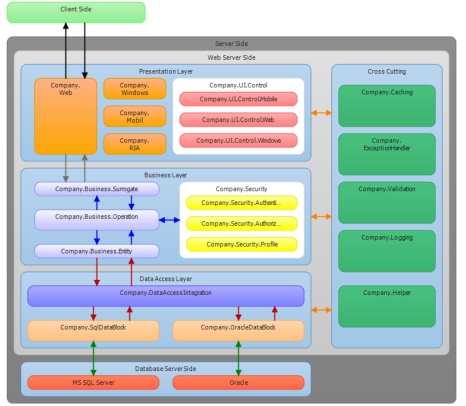 Client Side
Server Side
Web Server Side
Presentation Layer
Company.
Web
Company.
Windows
Company.
Mobil
Company.
RIA
Company.UI.Control
Company.UI.ControlMobile
Company.UI.ControlWeb
Company.UI.Control.Windows
Cross Cutting
Company.Caching
Company.
ExceptionHandler
Company.Validation
Company.Logging
Company.Helper
Business Layer
Company.Business.Surrogate
Company.Business.Operation
Company.Business.Entity
Company.Security
Company.Security.Authenti...
Company.Security.Authoriz...
Company.Security.Profile
Data Access Layer
Company.DataAccessIntegration
Company.SqlDataBlock
Company.OracleDataBlock
Database ServerSide
MS SQL Server
Oracle